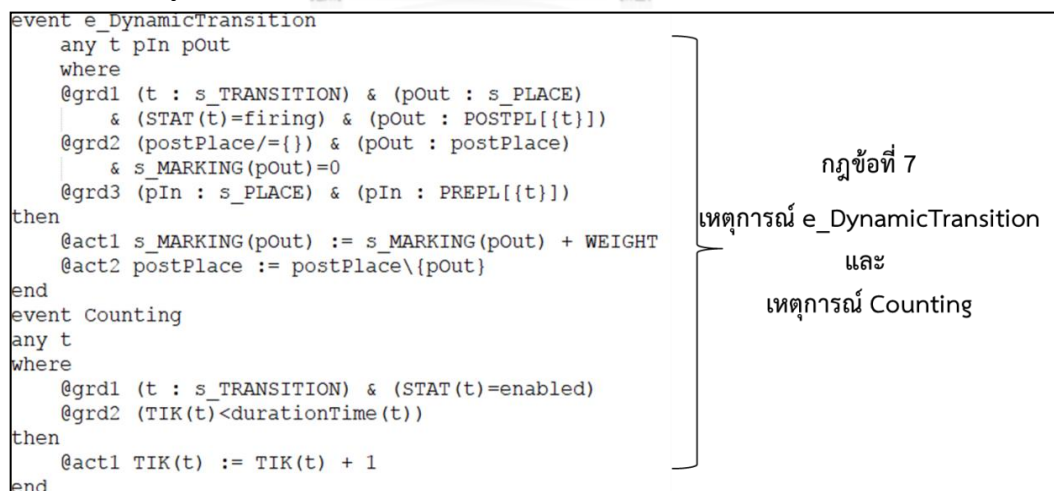 event e_DynamicTransition
any t pIn pOut
where
@grd1 (t : s_TRANSITION) & (pOut : s_PLACE)
& (STAT(t)=firing) & (pOut : POSTPL[{t}])
@grd2 (postPlace/={}) & (pOut : postPlace)
& s_MARKING(pOut)=0
@grd3 (pIn : s_PLACE) & (pIn : PREPL[{t}])
then
@act1 s_MARKING(pOut) := s_MARKING(pOut) + WEIGHT
@act2 postPlace := postPlace\{pOut}
end
event Counting
any t
where
@grd1 (t : s_TRANSITION) & (STAT(t)=enabled)
@grd2 (TIK(t)<durationTime(t))
then
@act1 TIK(t) := TIK(t) + 1
end
กฎข้อที่ 7
เหตุการณ์ e_DynamicTransition
และ
เหตุการณ์ Counting